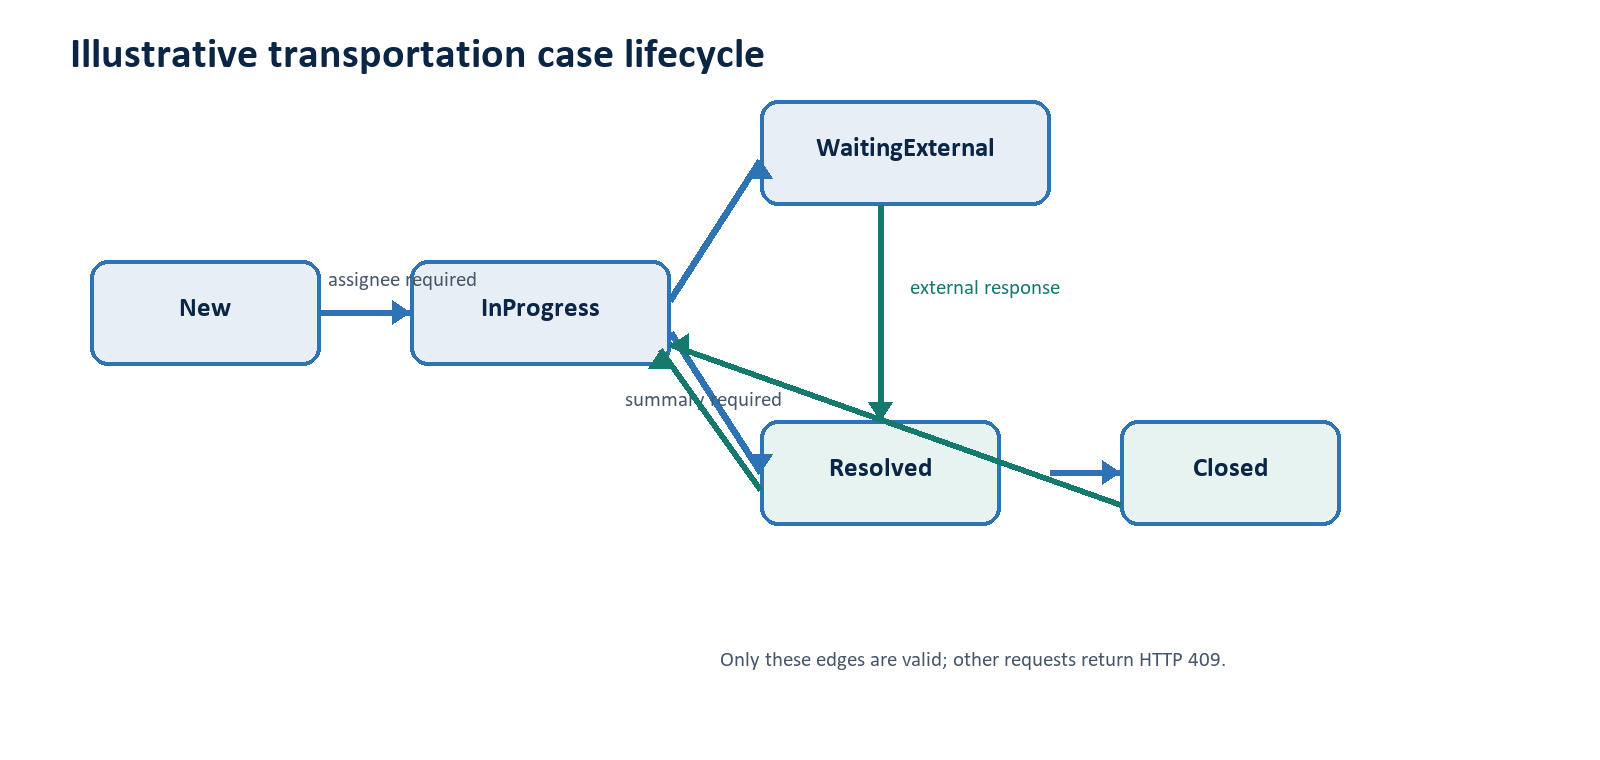 Illustrative transportation case lifecycle
WaitingExternal
assignee required
New
InProgress
external response
summary required
Resolved
Closed
Only these edges are valid; other requests return HTTP 409.